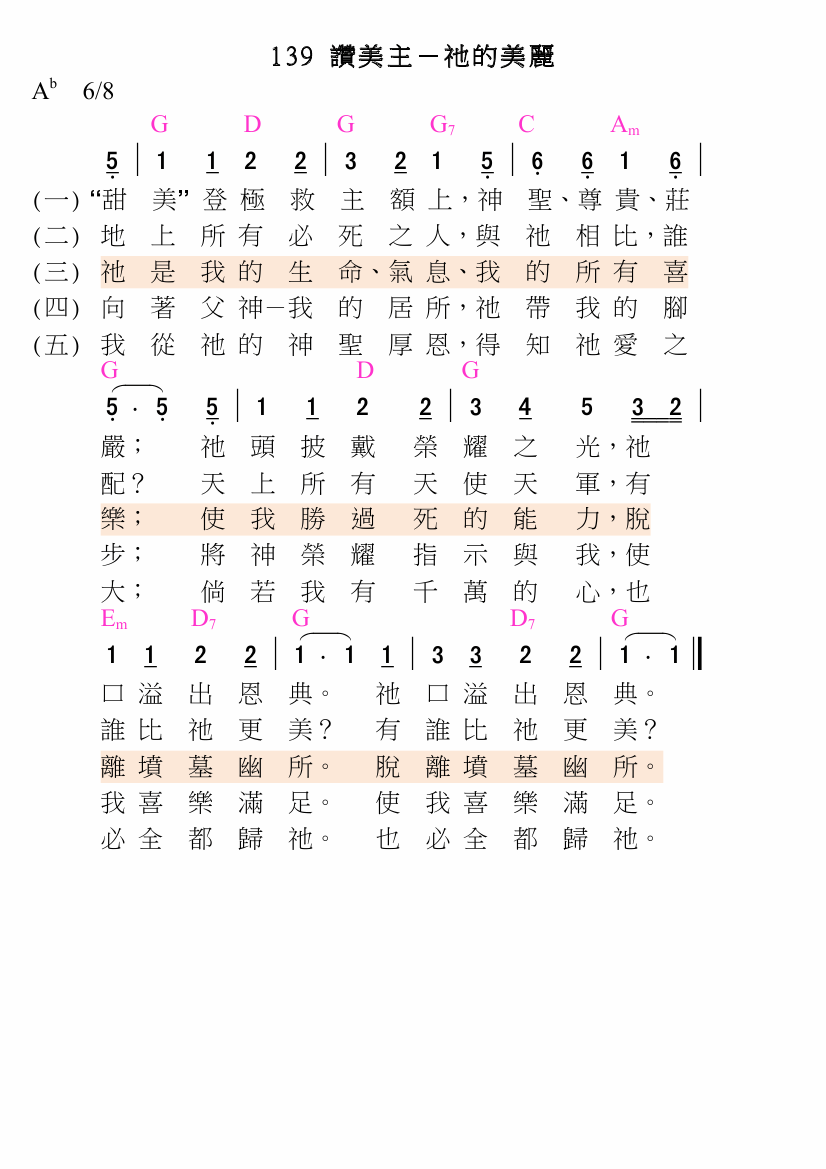 139 讚美主－祂的美麗
A♭ 6/8
G D G G7 C Am
5 | 1 1 2 2 | 3 2 1 5 | 6 6 1 6 |
(一) “甜美” 登極救主額上，神聖、尊貴、莊
(二) 地上所有必死之人，與祂相比，誰
(三) 祂是我的生命、氣息、我的所有喜
(四) 向著父神－我的居所，祂帶我的腳
(五) 我從祂的神聖厚恩，得知祂愛之
G D G
5 · 5 5 | 1 1 2 2 | 3 4 5 3 2 |
嚴； 祂頭披戴榮耀之光，祂
配？ 天上所有天使天軍，有
樂； 使我勝過死的能力，脫
步； 將神榮耀指示與我，使
大； 倘若我有千萬的心，也
Em D7 G D7 G
1 1 2 2 | 1 · 1 1 | 3 3 2 2 | 1 · 1 ‖
口溢出恩典。 祂口溢出恩典。
誰比祂更美？ 有誰比祂更美？
離墳墓幽所。 脫離墳墓幽所。
我喜樂滿足。 使我喜樂滿足。
必全都歸祂。 也必全都歸祂。